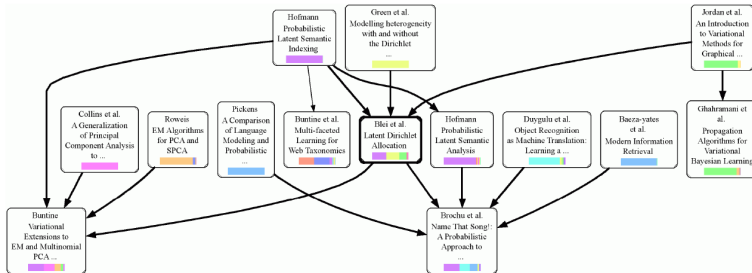 Hofmann
Probabilistic
Latent Semantic
Indexing
Green et al.
Modelling heterogeneity
with and without
the Dirichlet
...
Jordan et al.
An Introduction
to Variational
Methods for
Graphical ...
Collins et al.
A Generalization
of Principal
Component Analysis
to ...
Roweis
EM Algorithms
for PCA and
SPCA
Pickens
A Comparison
of Language
Modeling and
Probabilistic
...
Buntine et al.
Multi-faceted
Learning for
Web Taxonomies
Blei et al.
Latent Dirichlet
Allocation
Hofmann
Probabilistic
Latent Semantic
Analysis
Duygulu et al.
Object Recognition
as Machine
Translation:
Learning a ...
Baeza-yates
et al.
Modern Information
Retrieval
Ghahramani et
al.
Propagation
Algorithms for
Variational
Bayesian Learning
Buntine
Variational
Extensions to
EM and Multinomial
PCA ...
Brochu et al.
Name That Song!:
A Probabilistic
Approach to
...